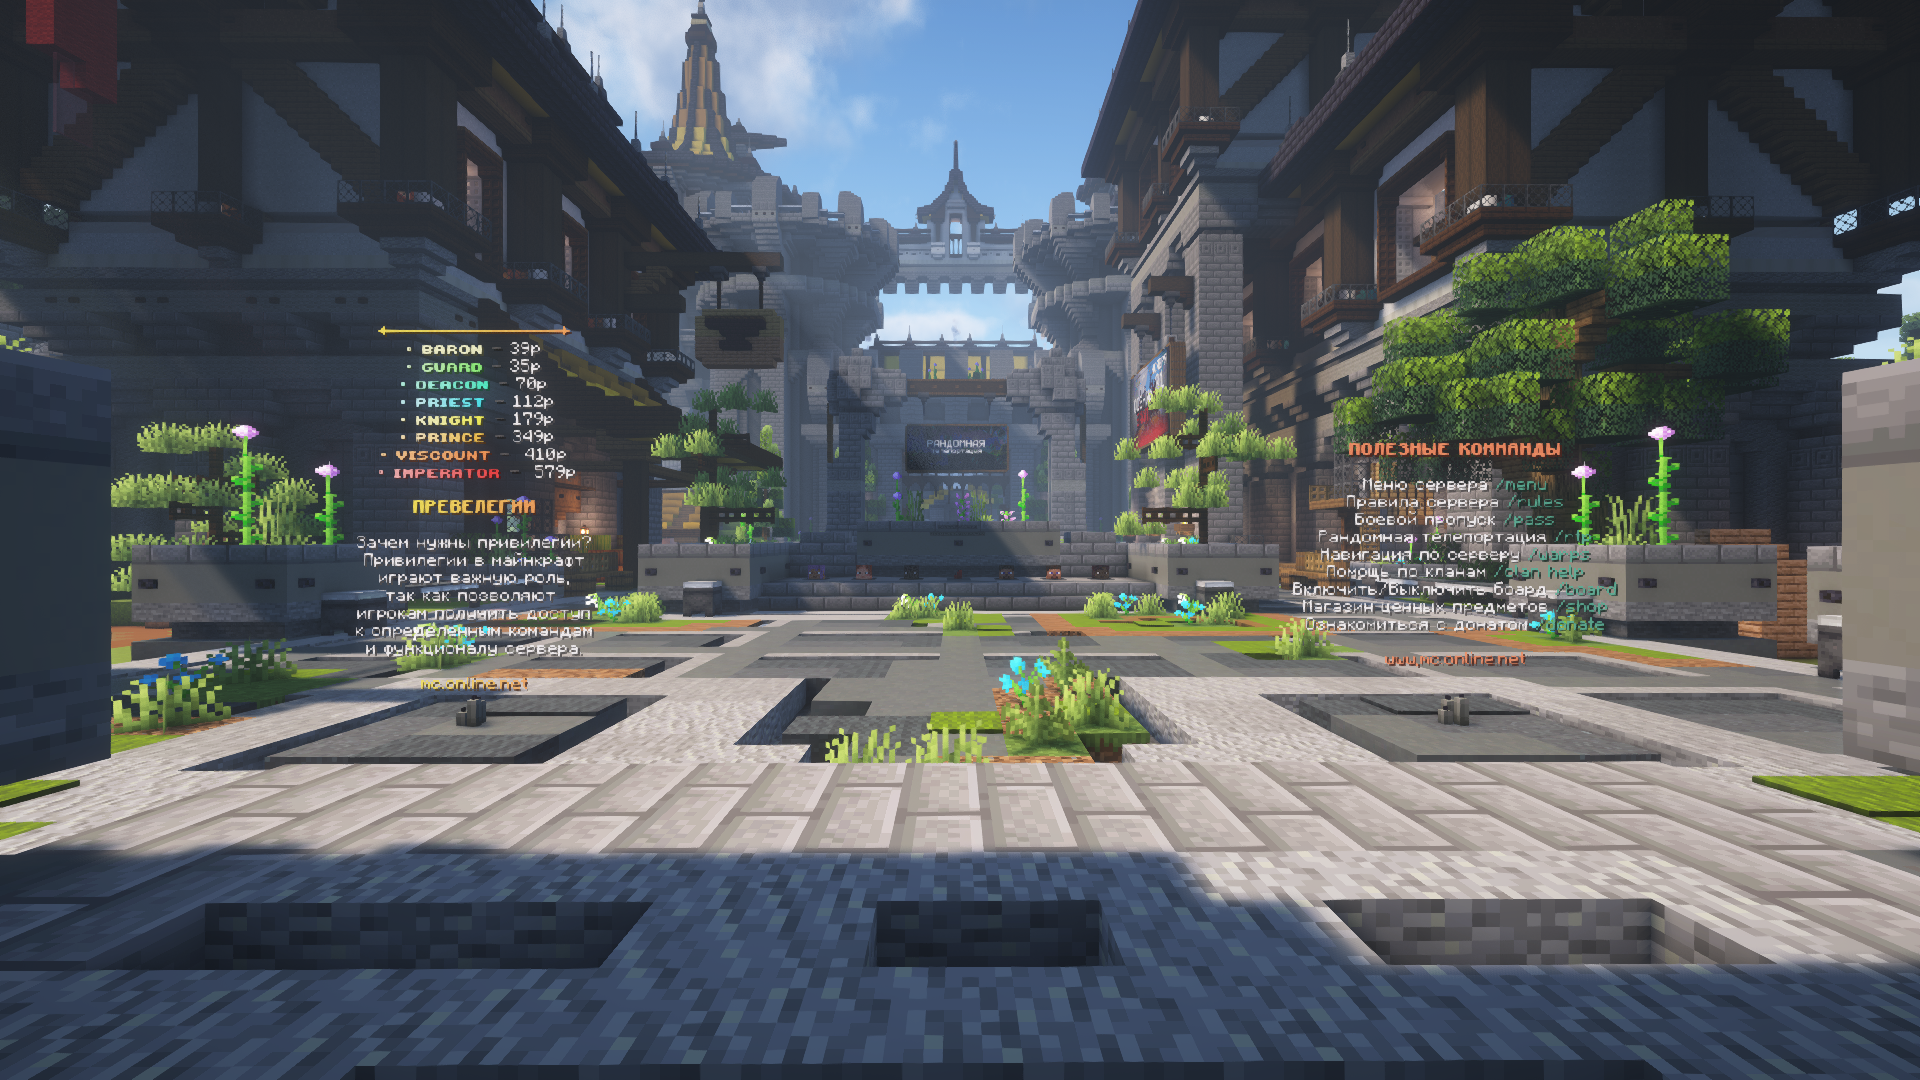 • BARON – 39р
• GUARD – 35р
• DEACON – 70р
• PRIEST – 112р
• KNIGHT – 179р
• PRINCE – 349р
• VISCOUNT – 410р
• IMPERATOR – 579р
ПРЕВЕЛЕГИИ
Зачем нужны привилегии?
Привилегии в майнкрафт
играют важную роль,
так как позволяют
игрокам получить доступ
к определенным командам
и функционалу сервера.
mc.online.net
РАНДОМНАЯ
телепортация
ПОЛЕЗНЫЕ КОММАНДЫ
Меню сервера /menu
Правила сервера /rules
Боевой пропуск /pass
Рандомная телепортация /rtp
Навигация по серверу /warps
Помощь по кланам /clan help
Включить/Выключить борд /board
Магазин ценных предметов /shop
Ознакомиться с донатом /donate
www.mc.online.net